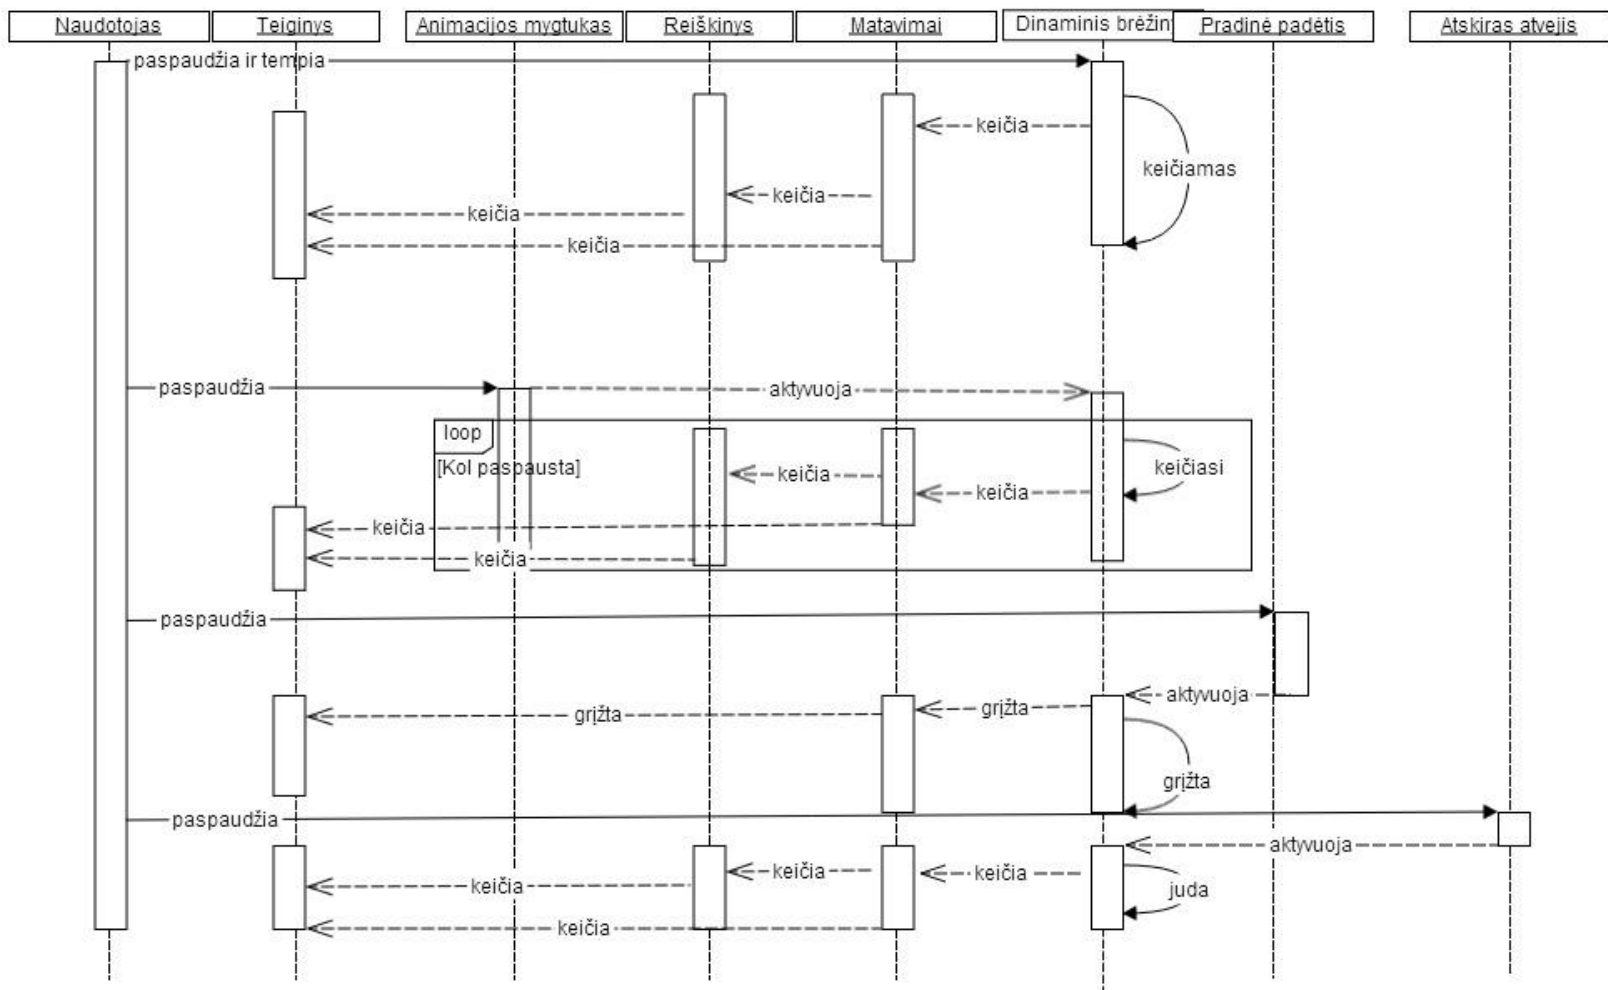 Naudotojas
Teiginys
Animacijos mygtukas
Reiškinys
Matavimai
Dinaminis brėžiny
Pradinė padėtis
Atskiras atvejis
paspaudžia ir tempia
keičia
keičiamas
keičia
keičia
keičia
paspaudžia
aktyvuoja
loop
[Kol paspausta]
keičiasi
keičia
keičia
keičia
keičia
paspaudžia
aktyvuoja
grįžta
grįžta
grįžta
paspaudžia
aktyvuoja
keičia
keičia
keičia
juda
keičia